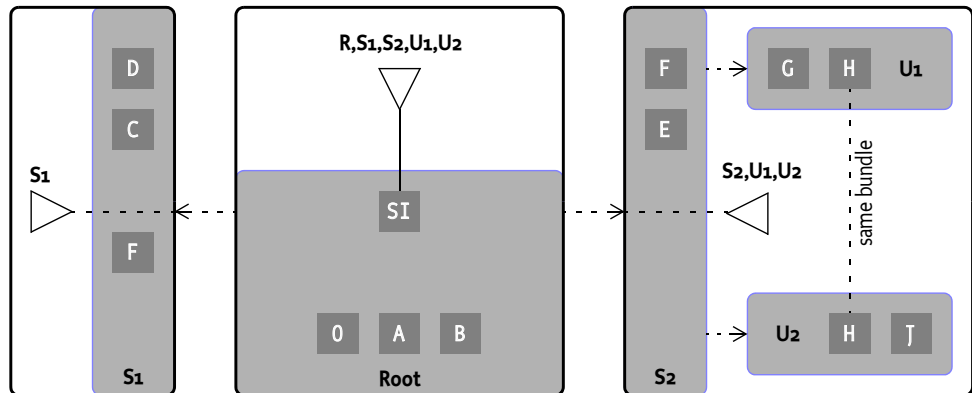 D
C
S1
F
S1
R,S1,S2,U1,U2
SI
0 A B
Root
F
E
G H U1
S2,U1,U2
same bundle
U2 H J
S2